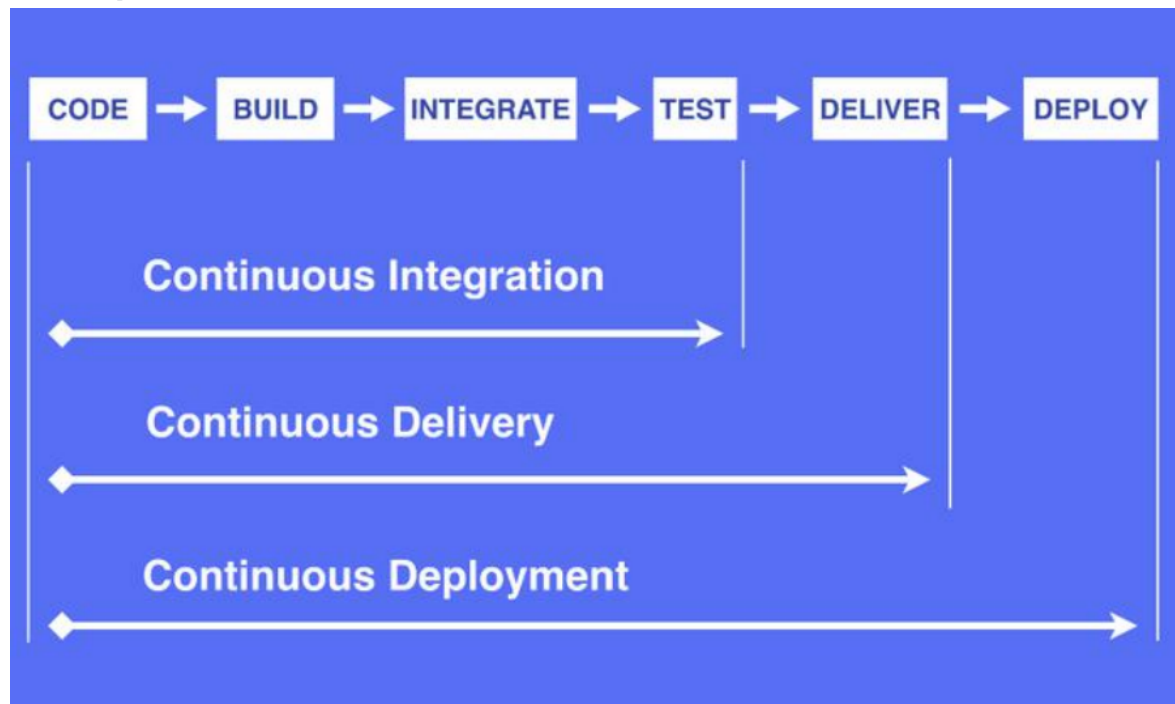 CODE BUILD INTEGRATE TEST DELIVER DEPLOY
Continuous Integration
Continuous Delivery
Continuous Deployment